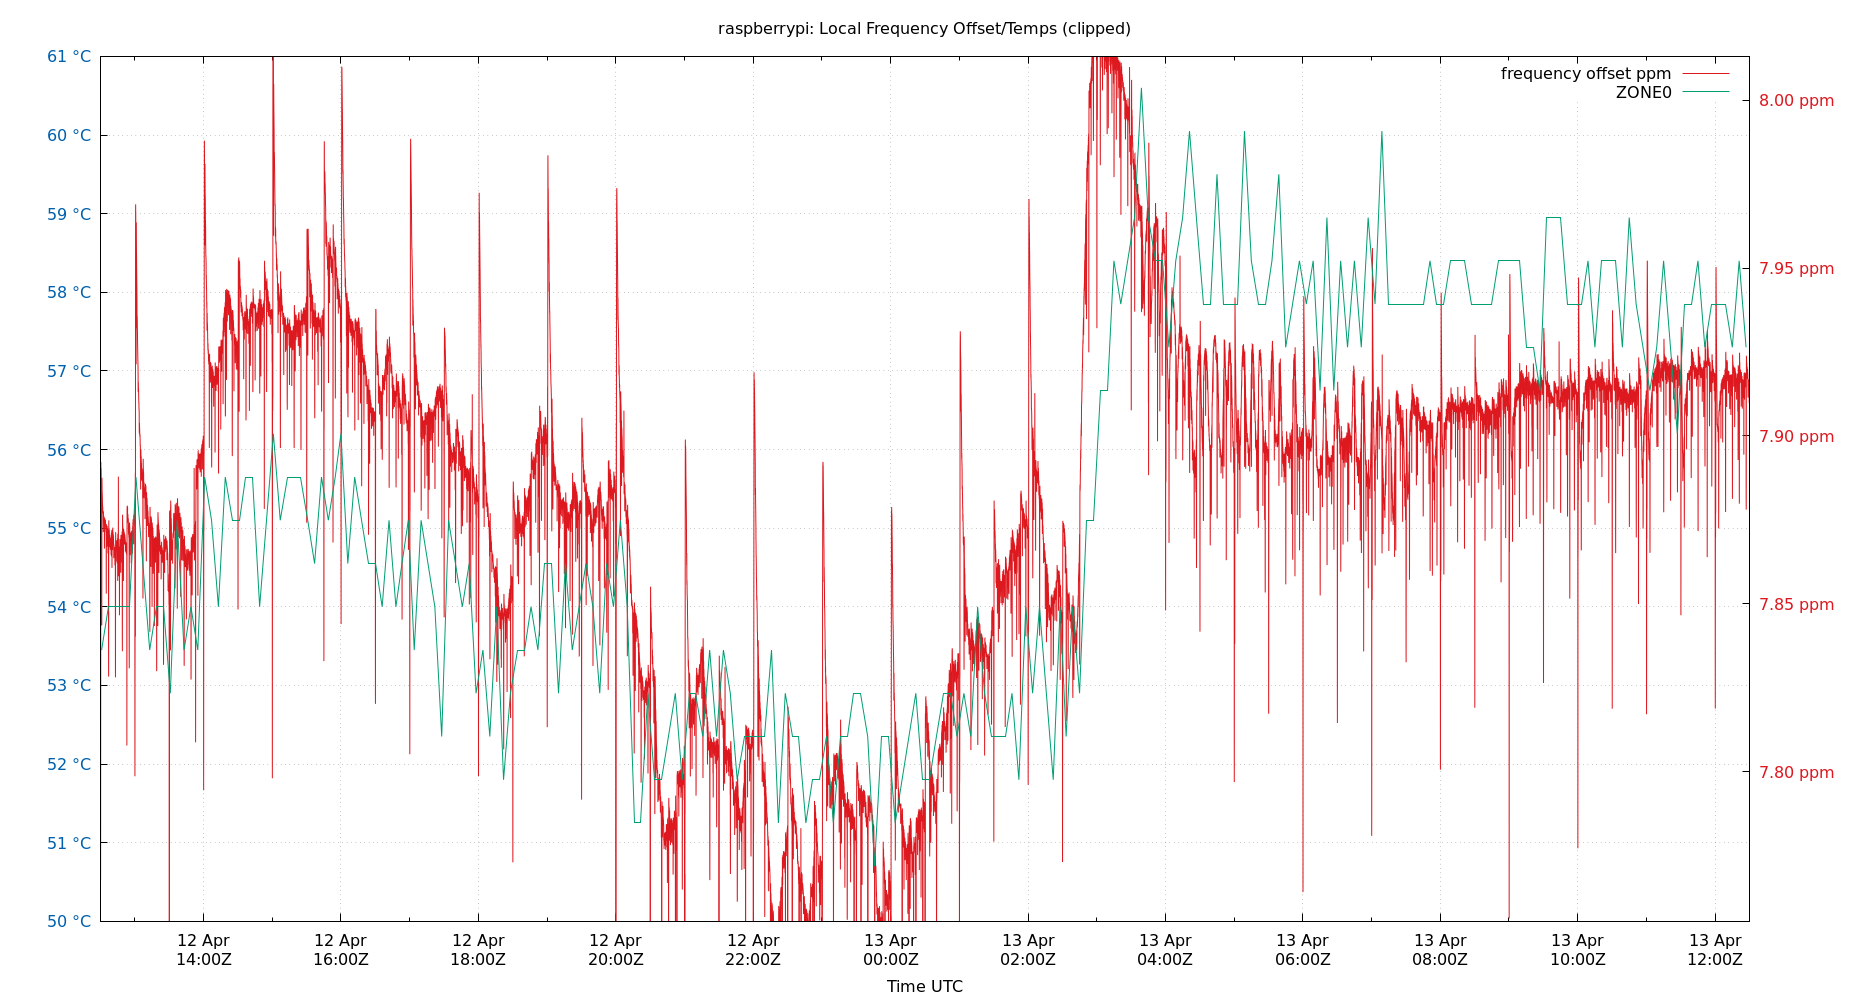 raspberrypi: Local Frequency Offset/Temps (clipped)
61 °C
60 °C
59 °C
58 °C
57 °C
56 °C
55 °C
54 °C
53 °C
52 °C
51 °C
50 °C
frequency offset ppm
ZONE0
8.00 ppm
7.95 ppm
7.90 ppm
7.85 ppm
7.80 ppm
12 Apr 12 Apr 12 Apr 12 Apr 12 Apr 13 Apr 13 Apr 13 Apr 13 Apr 13 Apr 13 Apr 13 Apr
14:00Z 16:00Z 18:00Z 20:00Z 22:00Z 00:00Z 02:00Z 04:00Z 06:00Z 08:00Z 10:00Z 12:00Z
Time UTC